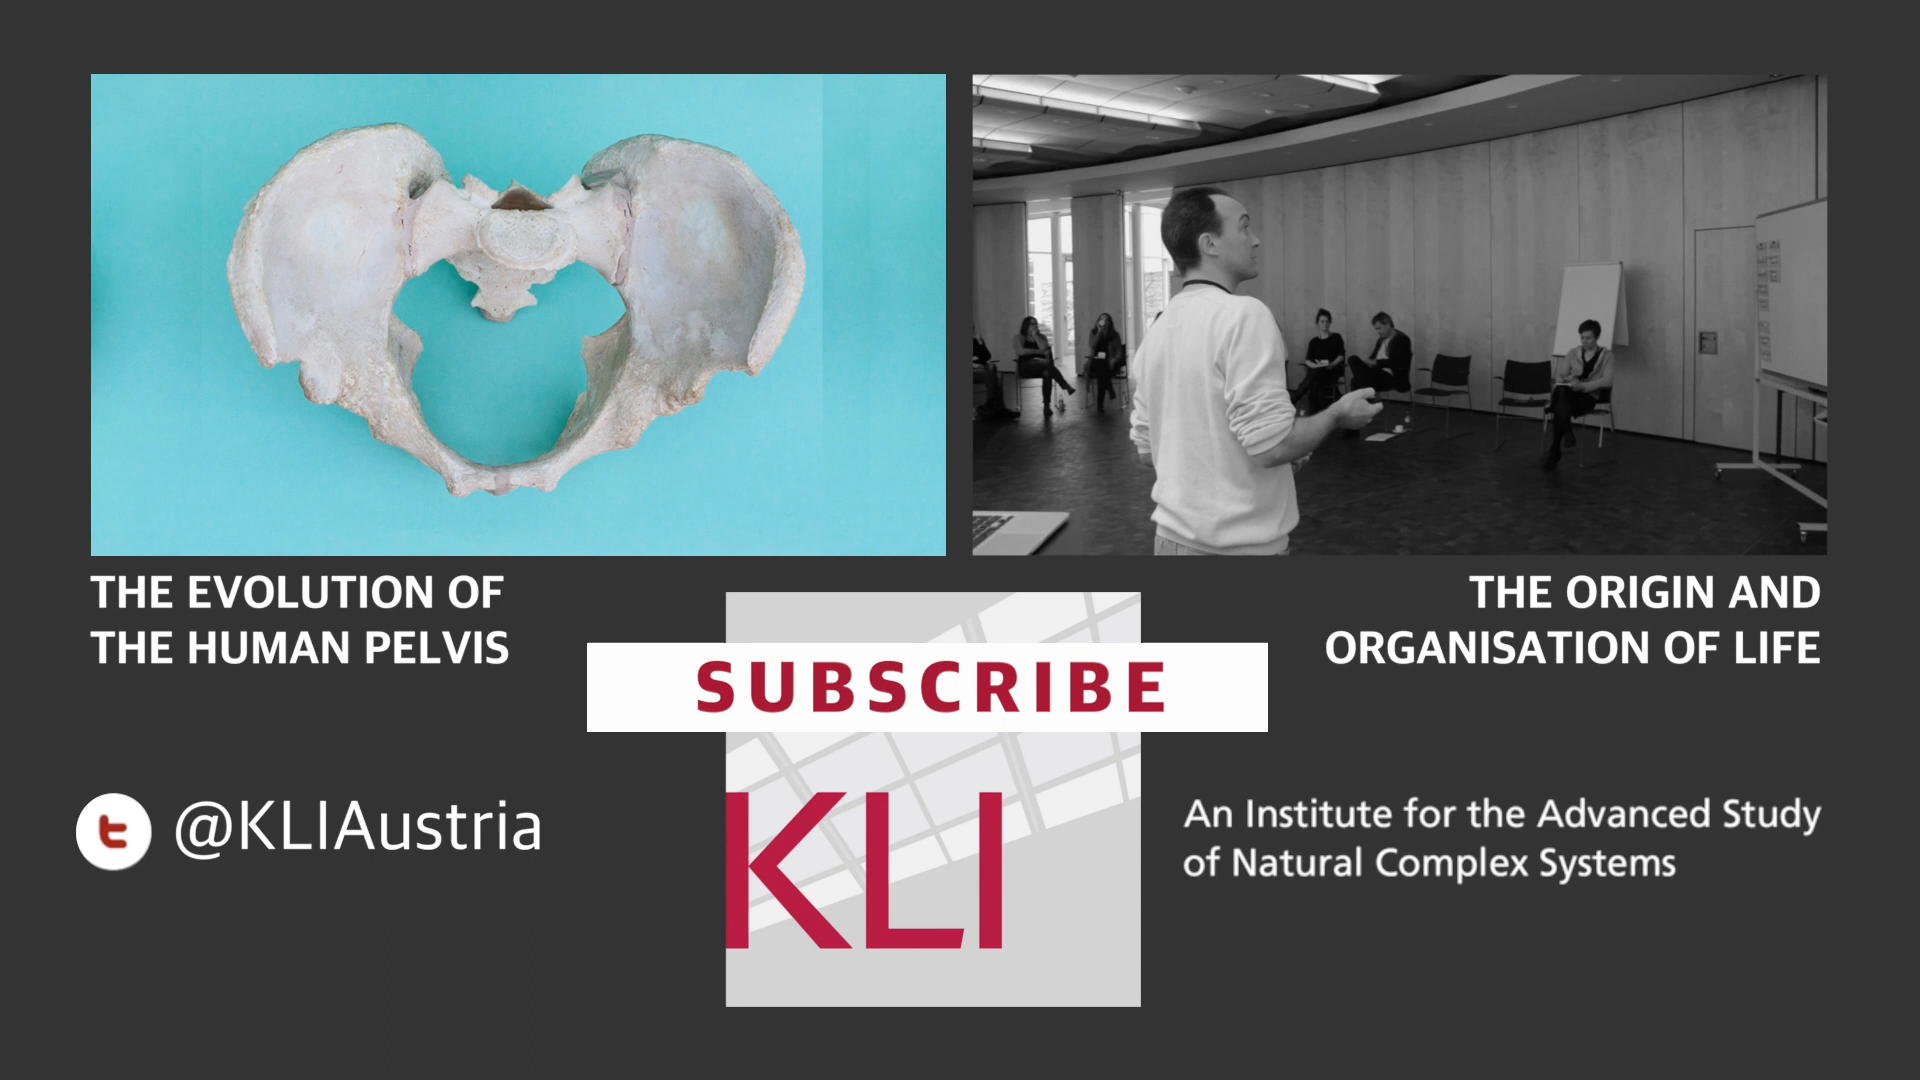 THE EVOLUTION OF
THE HUMAN PELVIS
THE ORIGIN AND
ORGANISATION OF LIFE
SUBSCRIBE
t @KLIAustria
KLI
An Institute for the Advanced Study
of Natural Complex Systems